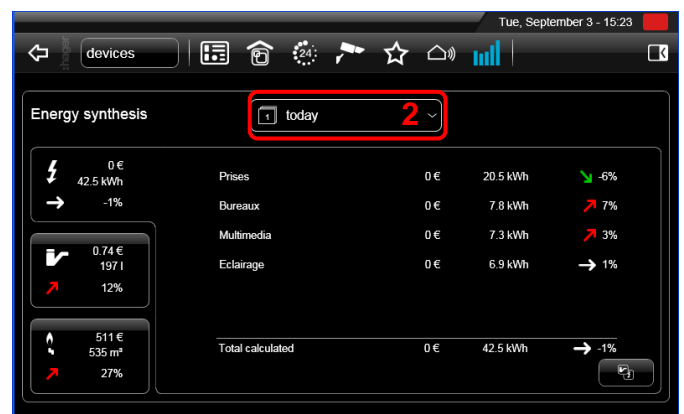 Tue, September 3 - 15:23
:hager
devices
24
Energy synthesis
1 today 2
0 €
42.5 kWh
-1%
0.74 €
197 l
12%
511 €
535 m³
27%
Prises 0 € 20.5 kWh -6%
Bureaux 0 € 7.8 kWh 7%
Multimedia 0 € 7.3 kWh 3%
Eclairage 0 € 6.9 kWh 1%
Total calculated 0 € 42.5 kWh -1%